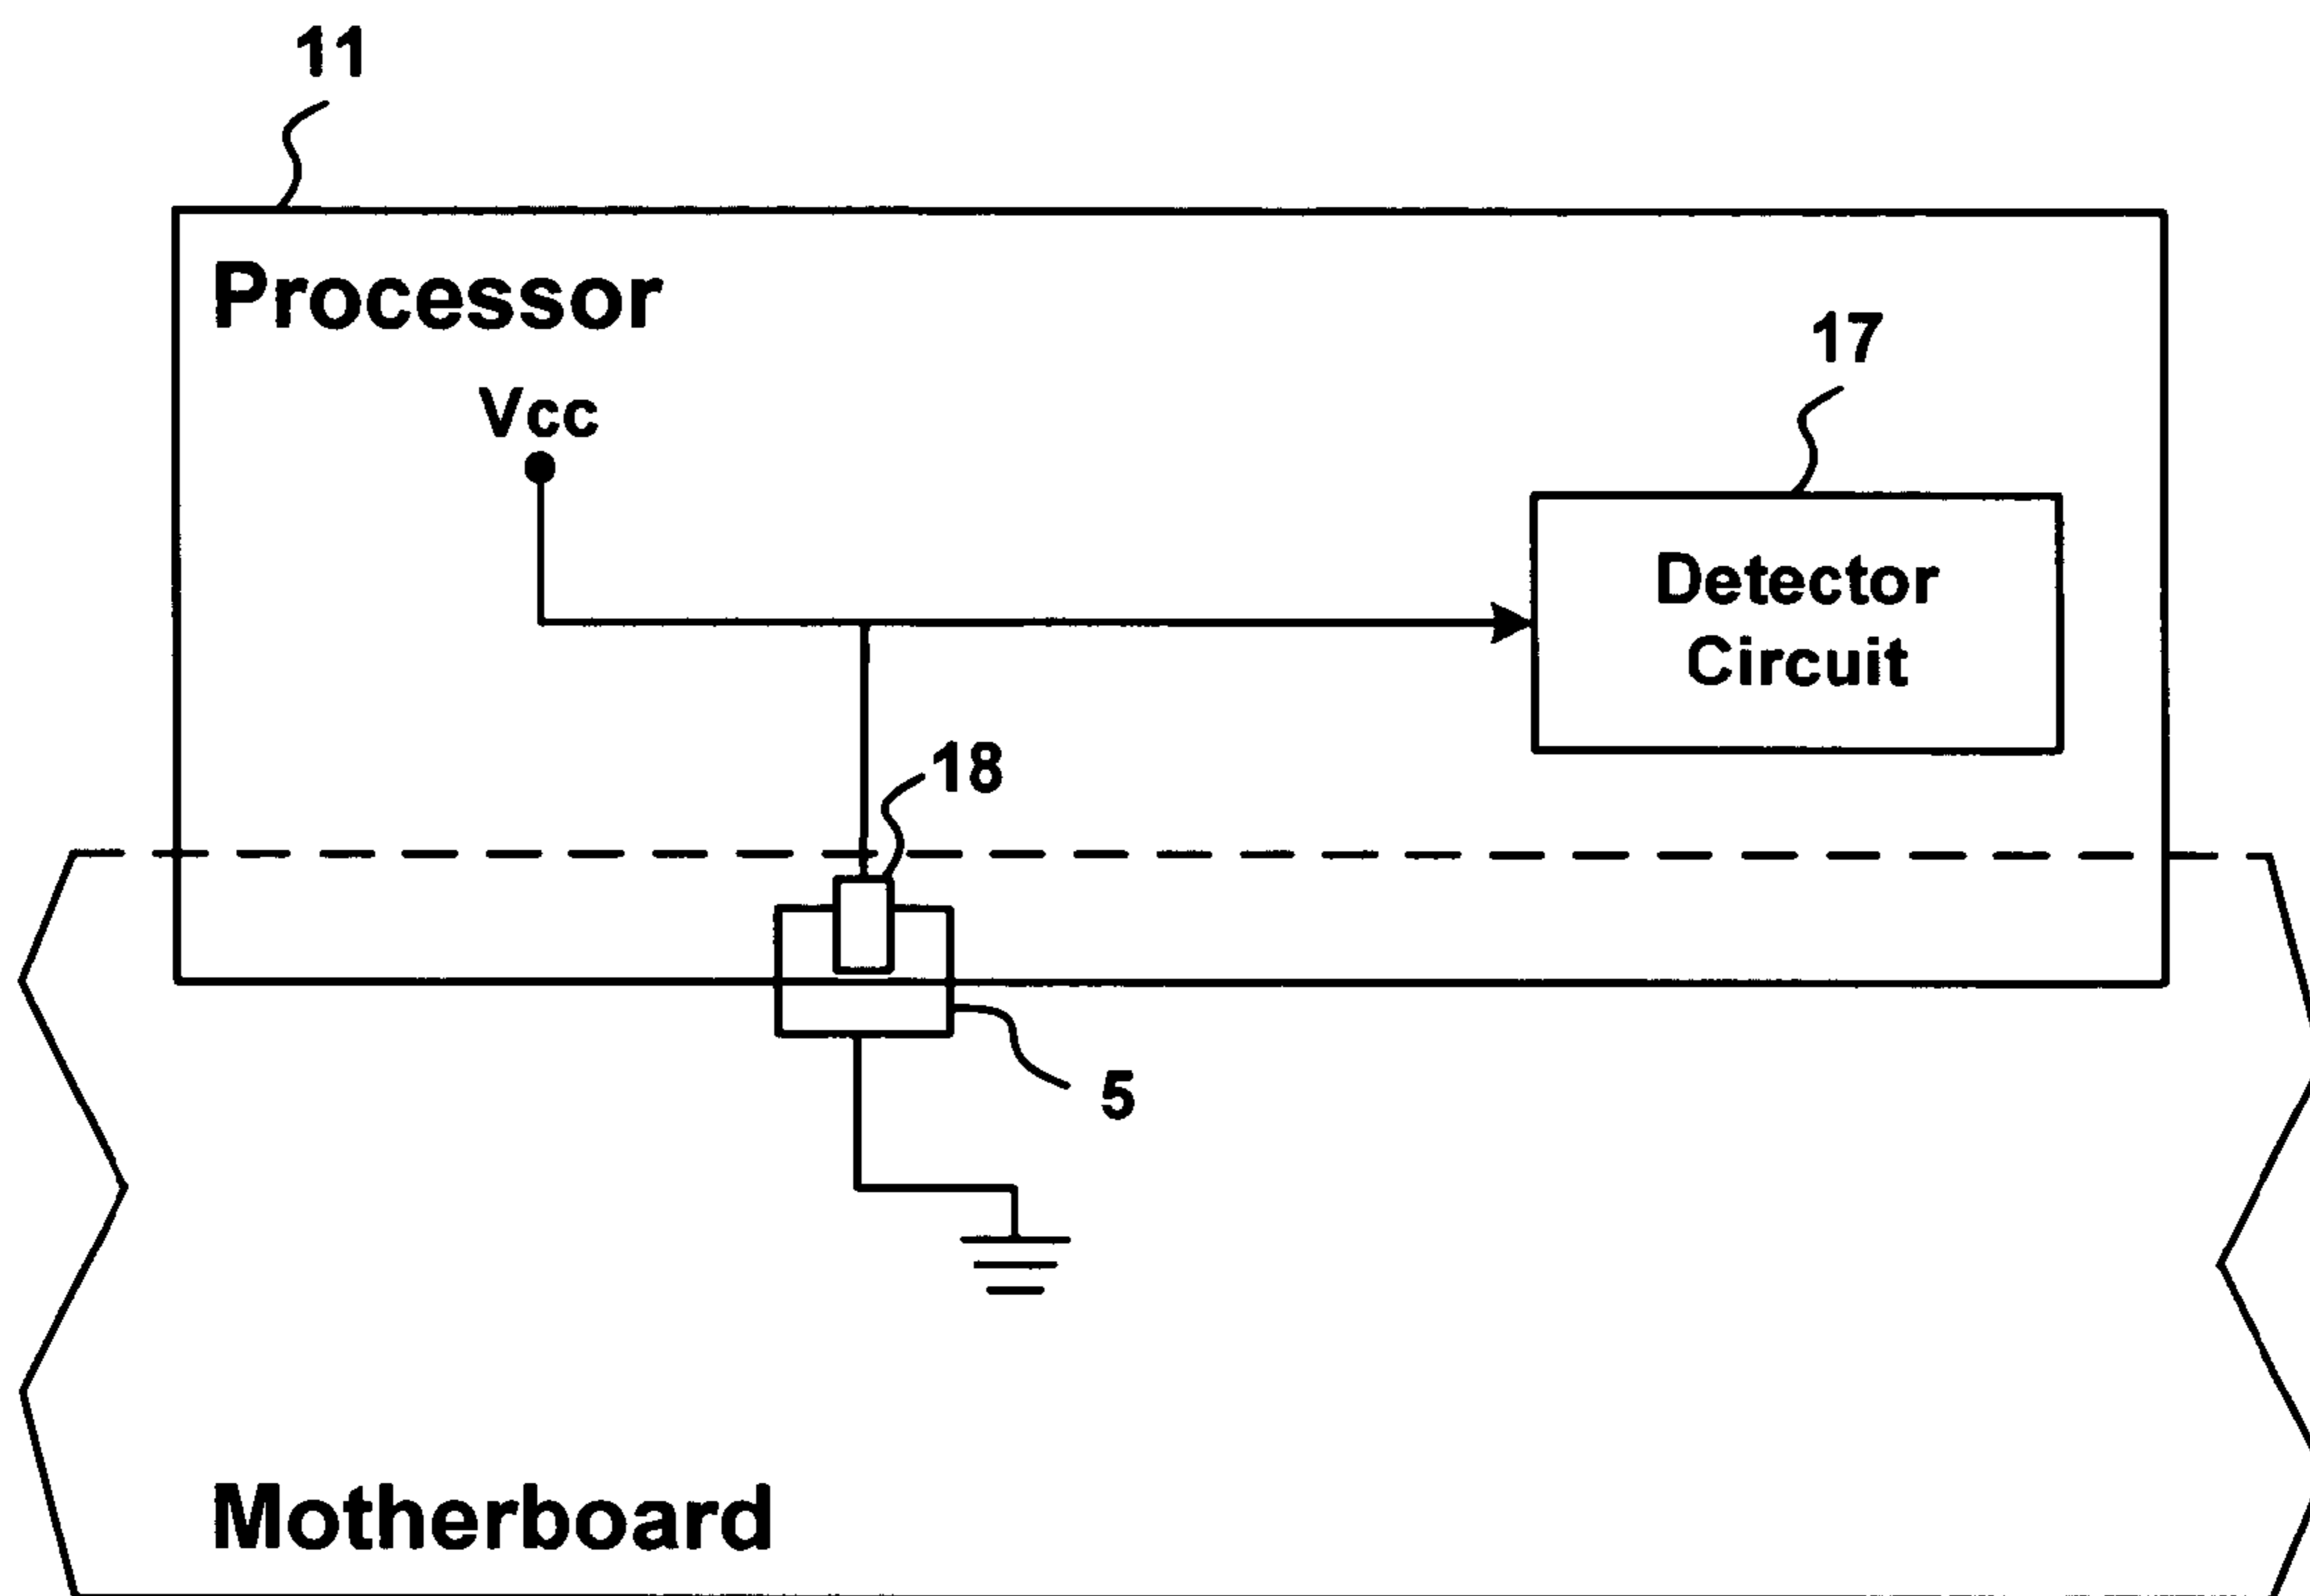 11
Processor
17
Vcc
Detector
Circuit
18
5
Motherboard